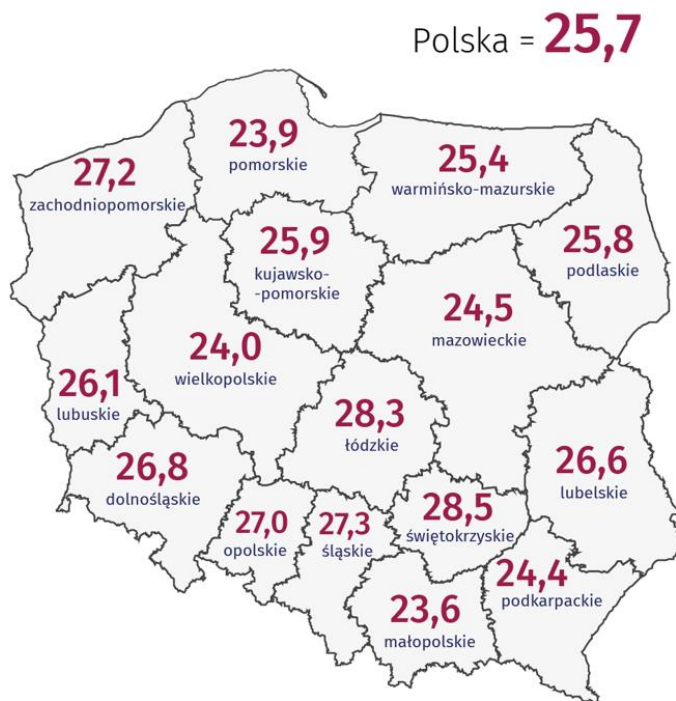 Polska = 25,7
23,9
pomorskie
27,2
zachodniopomorskie
25,4
warmińsko-mazurskie
25,9
kujawsko-
-pomorskie
25,8
podlaskie
24,5
mazowieckie
24,0
wielkopolskie
26,1
lubuskie
28,3
łódzkie
26,8
dolnośląskie
26,6
lubelskie
27,0
opolskie
27,3
śląskie
28,5
świętokrzyskie
24,4
podkarpackie
23,6
małopolskie